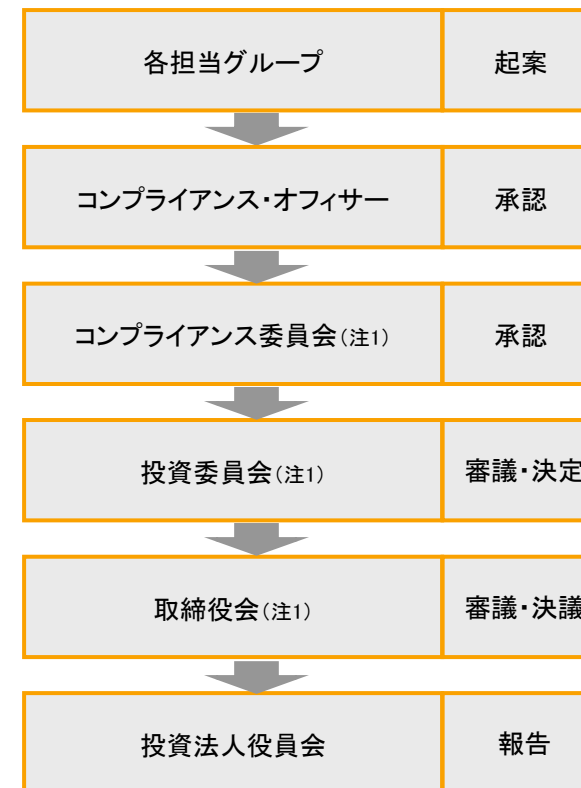 各担当グループ 起案
コンプライアンス・オフィサー 承認
コンプライアンス委員会(注1) 承認
投資委員会(注1) 審議・決定
取締役会(注1) 審議・決議
投資法人役員会 報告